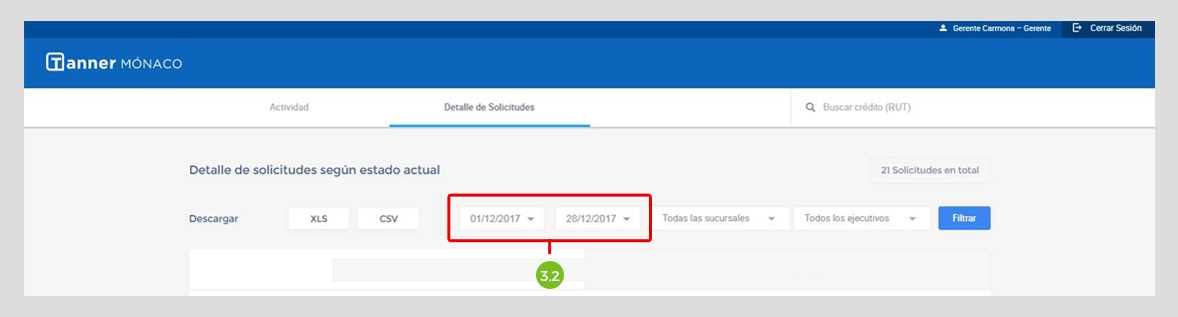 Gerente Carmona – Gerente Cerrar Sesión
Tanner MÓNACO
Actividad Detalle de Solicitudes Buscar crédito (RUT)
Detalle de solicitudes según estado actual 21 Solicitudes en total
Descargar XLS CSV 01/12/2017 28/12/2017 Todas las sucursales Todos los ejecutivos Filtrar
3.2